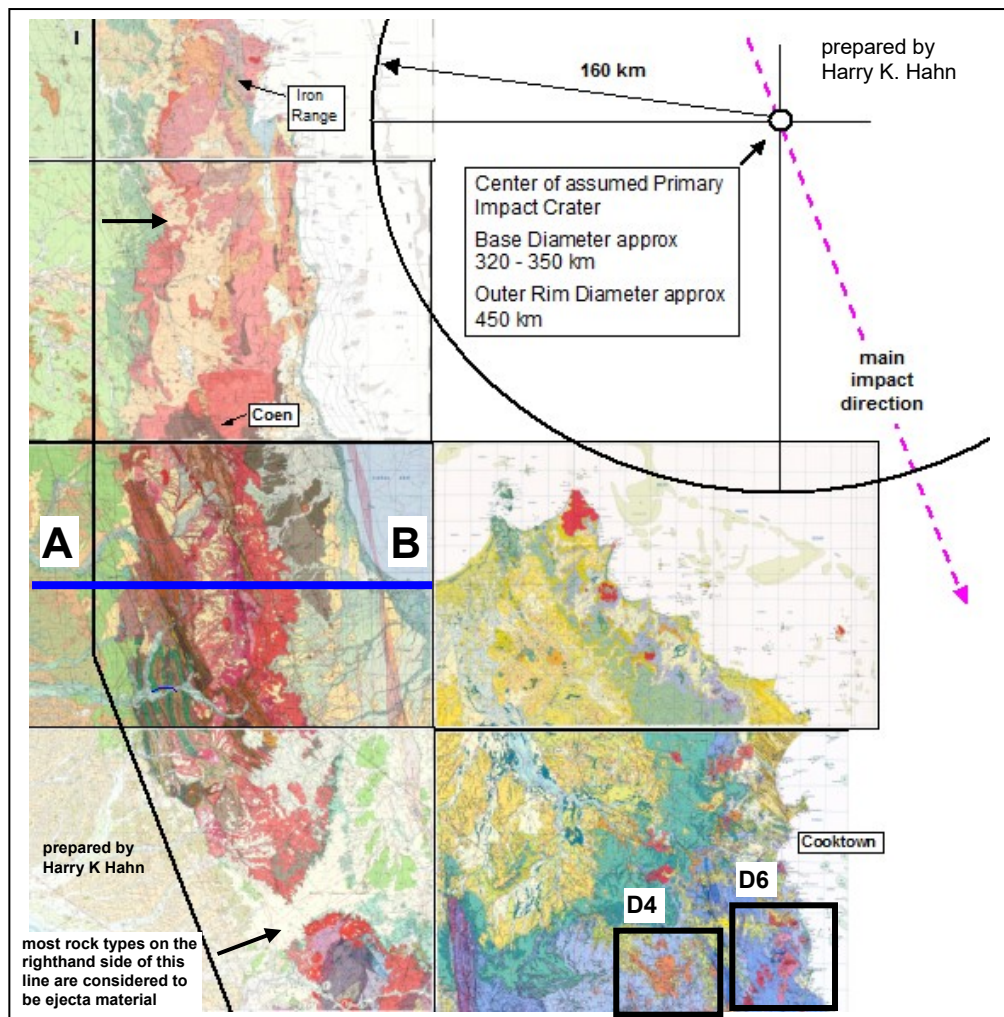 I
prepared by
Harry K. Hahn
160 km
Iron
Range
Center of assumed Primary
Impact Crater
Base Diameter approx
320 - 350 km
Outer Rim Diameter approx
450 km
main
impact
direction
Coen
A
B
prepared by
Harry K Hahn
Cooktown
D4
D6
most rock types on the
righthand side of this
line are considered to
be ejecta material